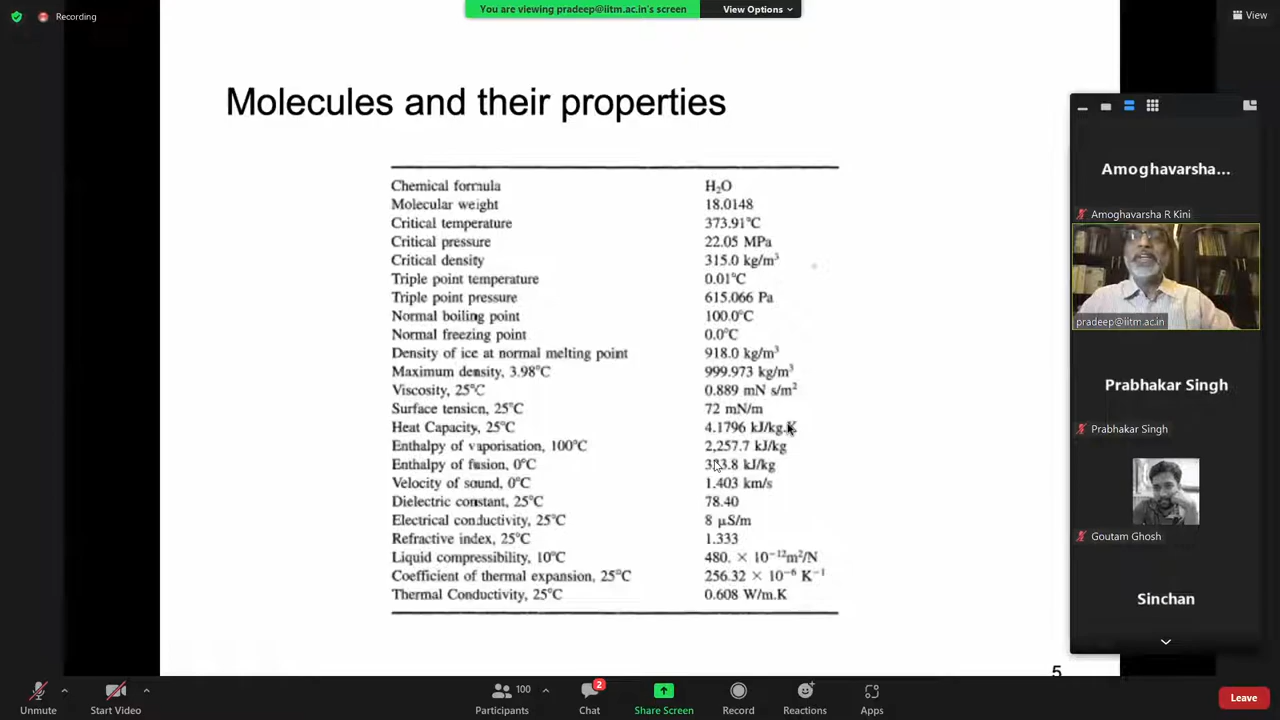 Recording
You are viewing pradeep@iitm.ac.in's screen
View Options
View
Molecules and their properties
Chemical formula H₂O
Molecular weight 18.0148
Critical temperature 373.91°C
Critical pressure 22.05 MPa
Critical density 315.0 kg/m³
Triple point temperature 0.01°C
Triple point pressure 615.066 Pa
Normal boiling point 100.0°C
Normal freezing point 0.0°C
Density of ice at normal melting point 918.0 kg/m³
Maximum density, 3.98°C 999.973 kg/m³
Viscosity, 25°C 0.889 mN s/m²
Surface tension, 25°C 72 mN/m
Heat Capacity, 25°C 4.1796 kJ/kg.K
Enthalpy of vaporisation, 100°C 2,257.7 kJ/kg
Enthalpy of fusion, 0°C kJ/kg
Velocity of sound, 0°C 1.403 km/s
Dielectric constant, 25°C 78.40
Electrical conductivity, 25°C 8 μS/m
Refractive index, 25°C 1.333
Liquid compressibility, 10°C 480. × 10⁻¹²m²/N
Coefficient of thermal expansion, 25°C 256.32 × 10⁻⁶ K⁻¹
Thermal Conductivity, 25°C 0.608 W/m.K
5
Amoghavarsha...
Amoghavarsha R Kini
pradeep@iitm.ac.in
Prabhakar Singh
Prabhakar Singh
Goutam Ghosh
Sinchan
Unmute
Start Video
100
Participants
2
Chat
Share Screen
Record
Reactions
Apps
Leave